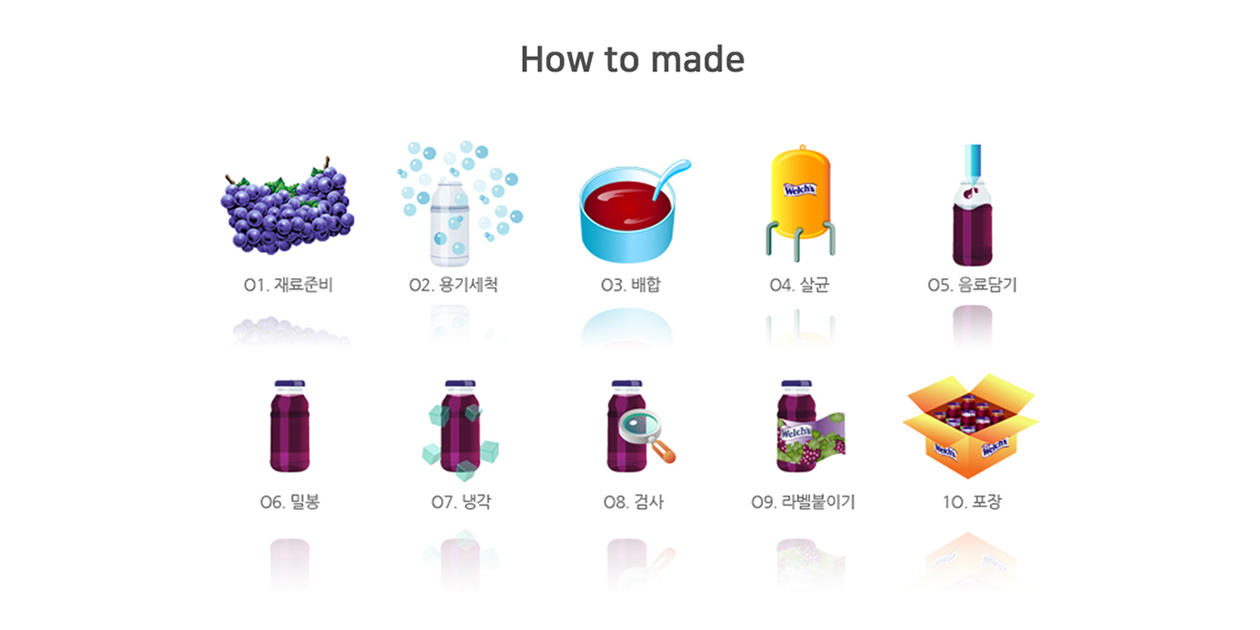 How to made
Welch's
01. 재료준비
02. 용기세척
03. 배합
04. 살균
05. 음료담기
Welch's
Welch's
Welch's
06. 밀봉
07. 냉각
08. 검사
09. 라벨붙이기
10. 포장